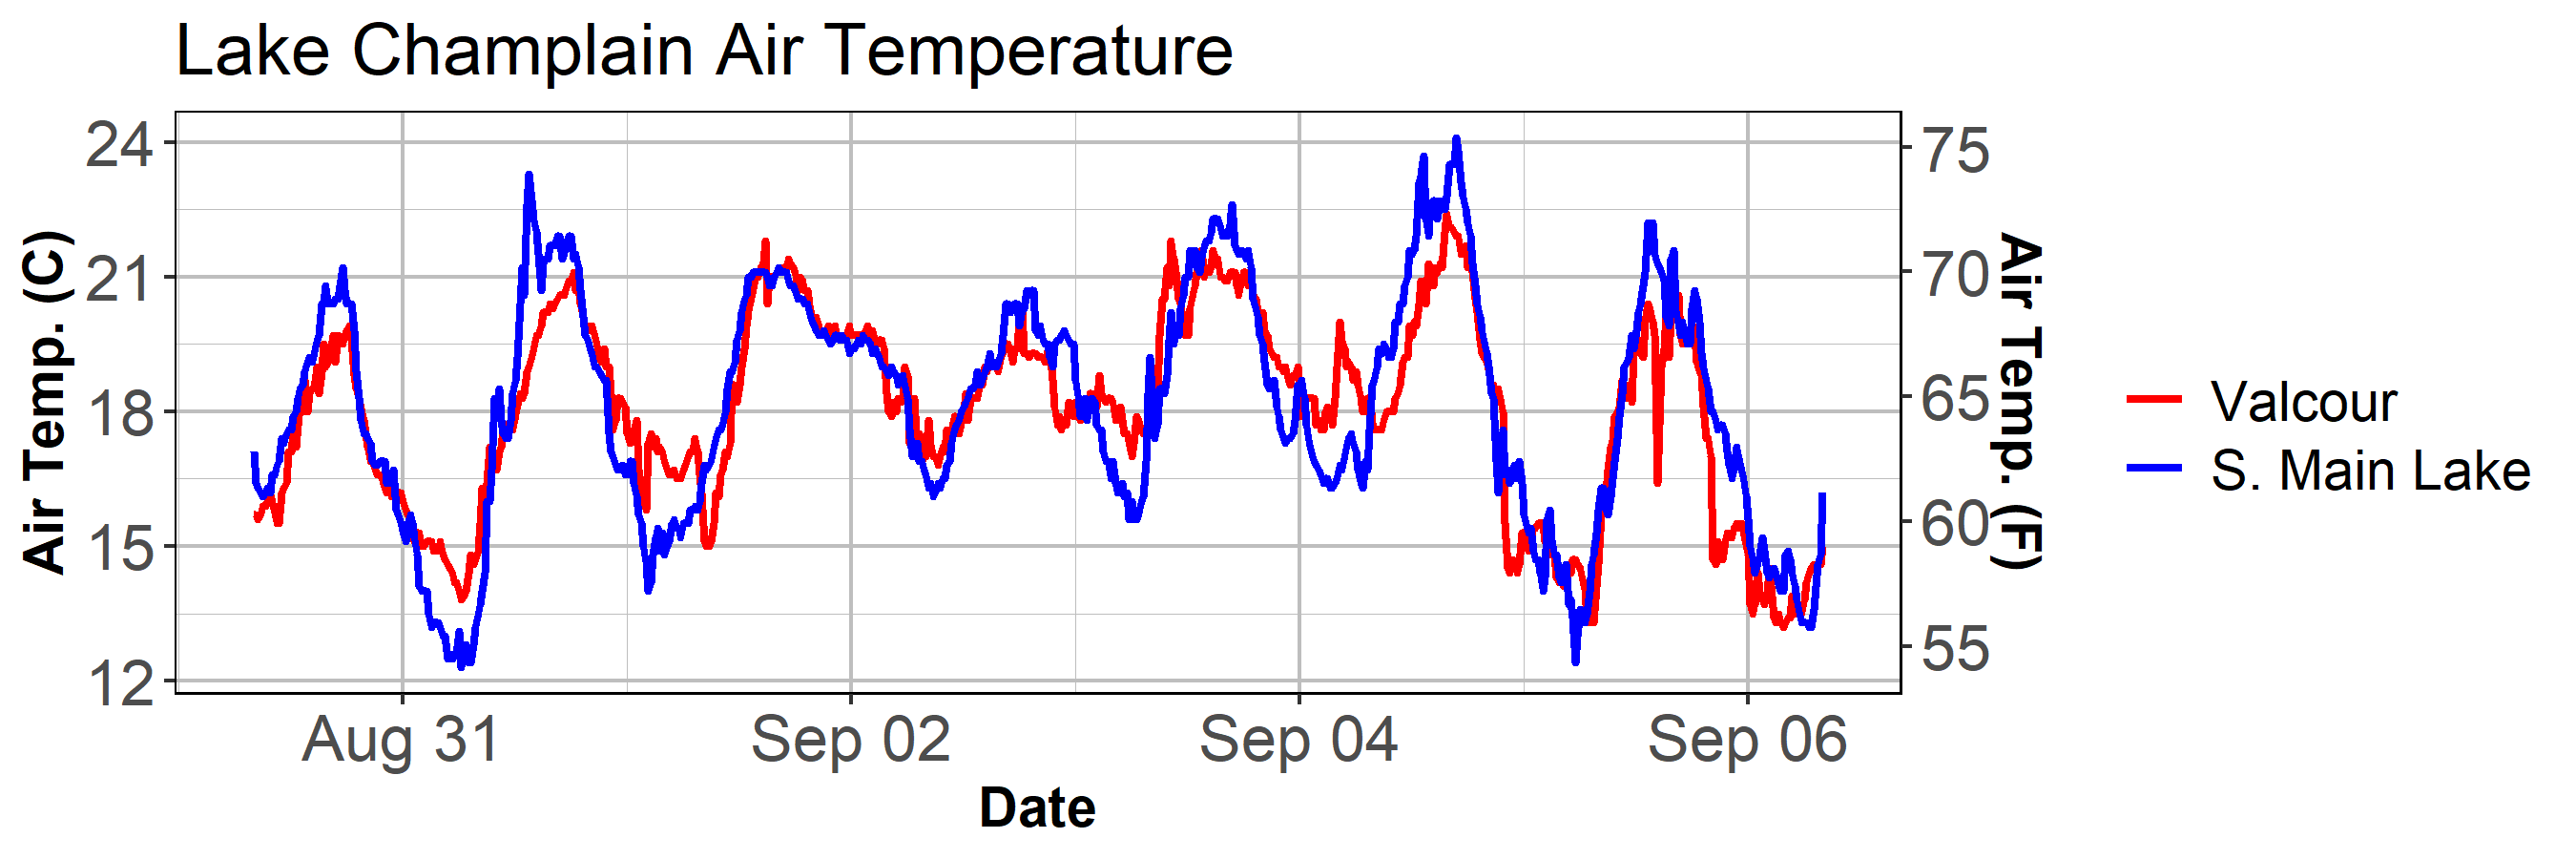 Lake Champlain Air Temperature
Air Temp. (C)
24
21
18
15
12
75
70
65
60
55
Air Temp. (F)
Aug 31
Sep 02
Sep 04
Sep 06
Date
Valcour
S. Main Lake